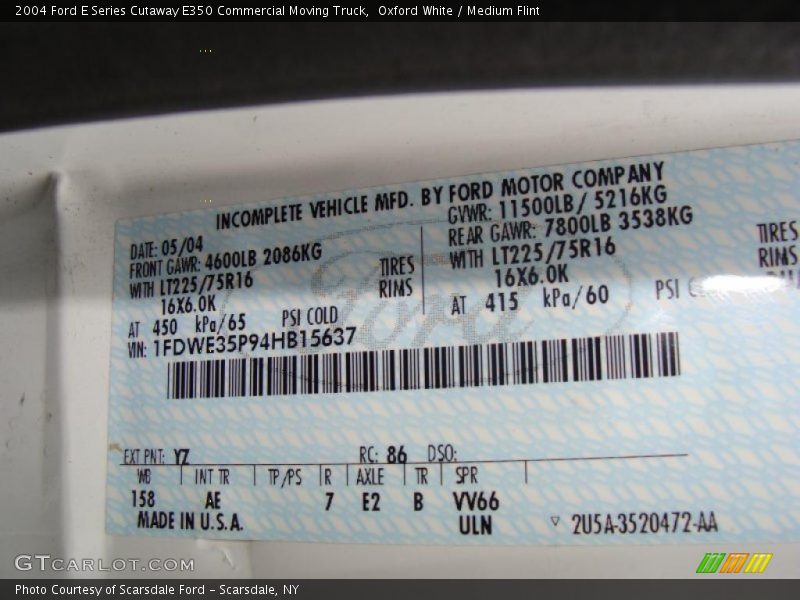 2004 Ford E Series Cutaway E350 Commercial Moving Truck,  Oxford White / Medium Flint
INCOMPLETE VEHICLE MFD. BY FORD MOTOR COMPANY
DATE: 05/04
GVWR: 11500LB/ 5216KG
FRONT GAWR: 4600LB 2086KG
REAR GAWR: 7800LB 3538KG
WITH LT225/75R16 TIRES
WITH LT225/75R16 TIRES
16X6.0K RIMS
16X6.0K RIMS
AT 450 kPa/65 PSI COLD
AT 415 kPa/60 PSI
VIN: 1FDWE35P94HB15637
Ford
EXT PNT: YZ RC: 86 DSO:
WB INT TR TP/PS R AXLE TR SPR
158 AE 7 E2 B VV66
MADE IN U.S.A. ULN 2U5A-3520472-AA
GTCARLOT.COM
Photo Courtesy of Scarsdale Ford – Scarsdale, NY